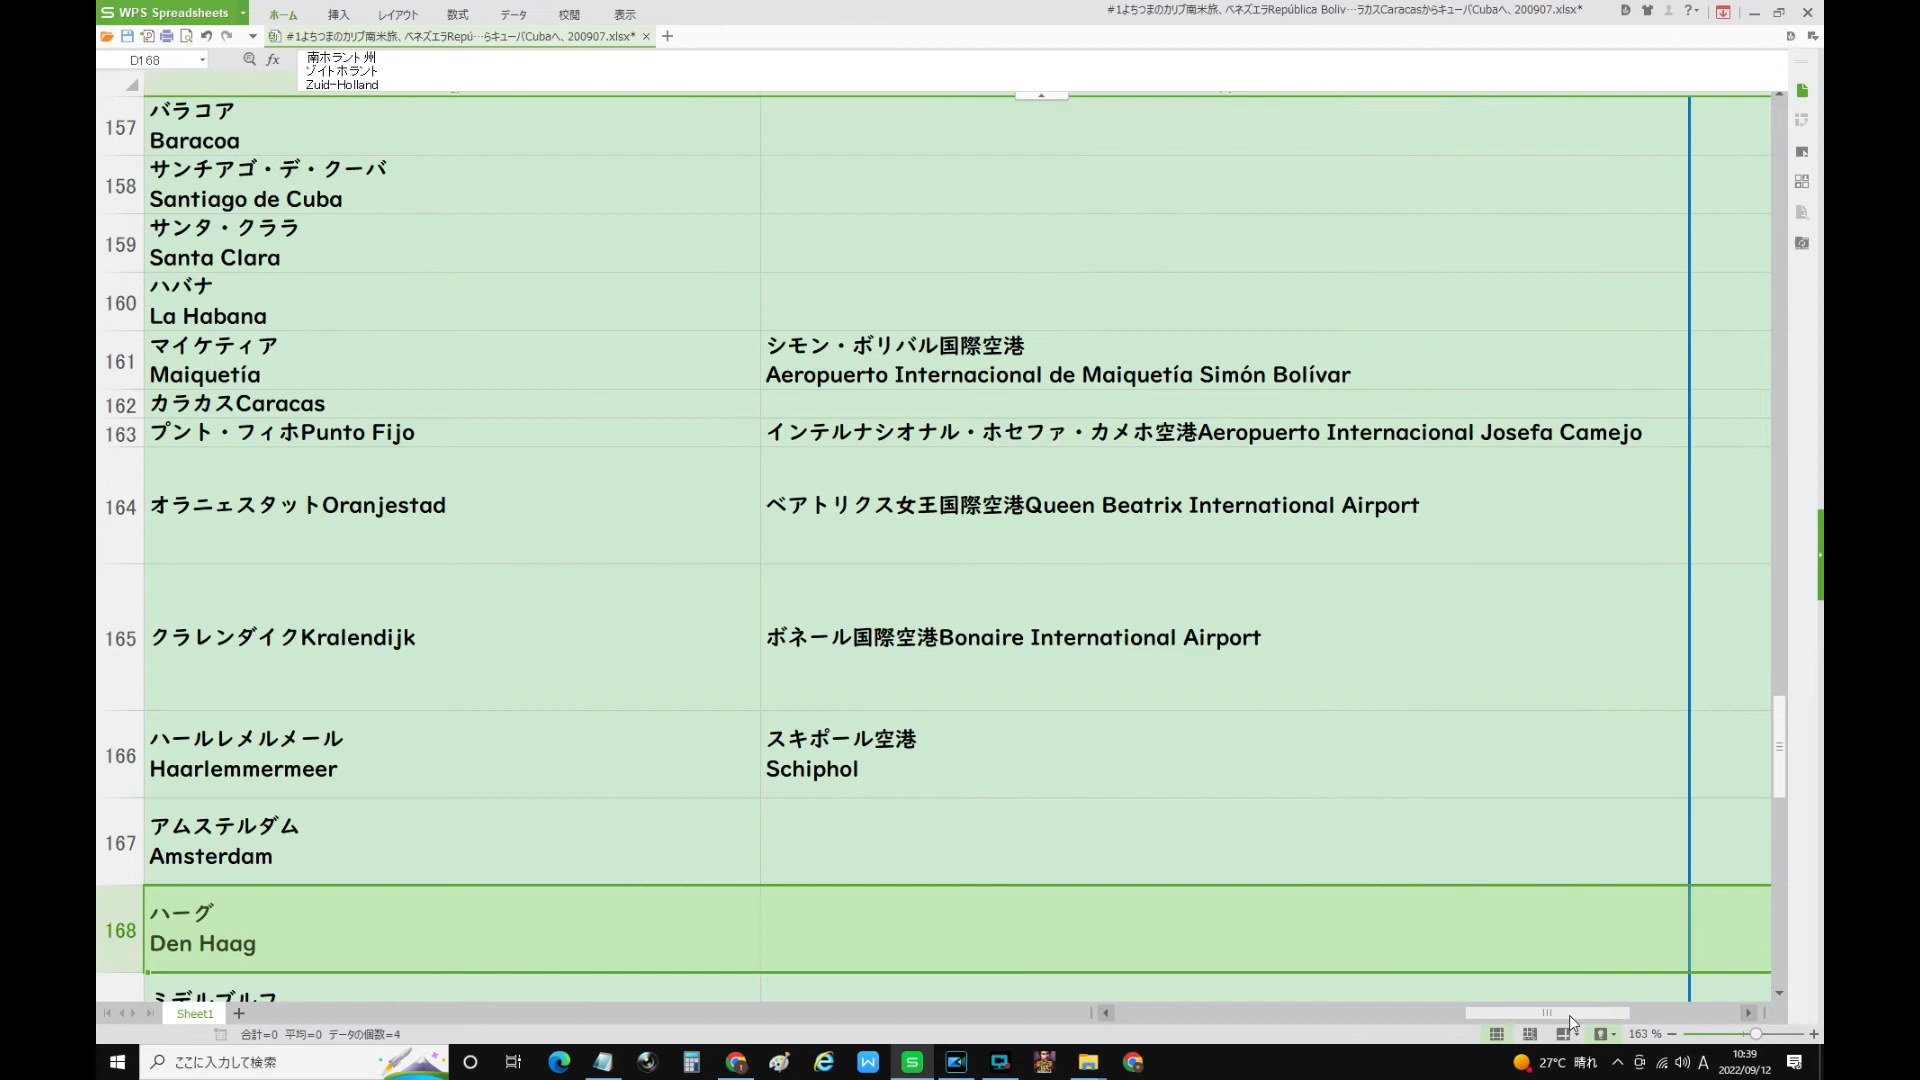 WPS Spreadsheets
ホーム 挿入 レイアウト 数式 データ 校閲 表示
#1よちつまのカリブ南米旅、ベネズエラRepública Boliv…ラカスCaracasからキューバCubaへ、200907.xlsx*
#1よちつまのカリブ南米旅、ベネズエラRepú…らキューバCubaへ、200907.xlsx*
D168
fx
南ホラント州
ゾイトホラント
Zuid-Holland
157
バラコア
Baracoa
158
サンチアゴ・デ・クーバ
Santiago de Cuba
159
サンタ・クララ
Santa Clara
160
ハバナ
La Habana
161
マイケティア
Maiquetía
シモン・ボリバル国際空港
Aeropuerto Internacional de Maiquetía Simón Bolívar
162 カラカスCaracas
163 プント・フィホPunto Fijo インテルナシオナル・ホセファ・カメホ空港Aeropuerto Internacional Josefa Camejo
164 オラニェスタットOranjestad ベアトリクス女王国際空港Queen Beatrix International Airport
165 クラレンダイクKralendijk ボネール国際空港Bonaire International Airport
166
ハールレメルメール
Haarlemmermeer
スキポール空港
Schiphol
167
アムステルダム
Amsterdam
168
ハーグ
Den Haag
ミデルブルフ
Sheet1
合計=0 平均=0 データの個数=4
163 %
ここに入力して検索
27°C 晴れ
A
10:39
2022/09/12